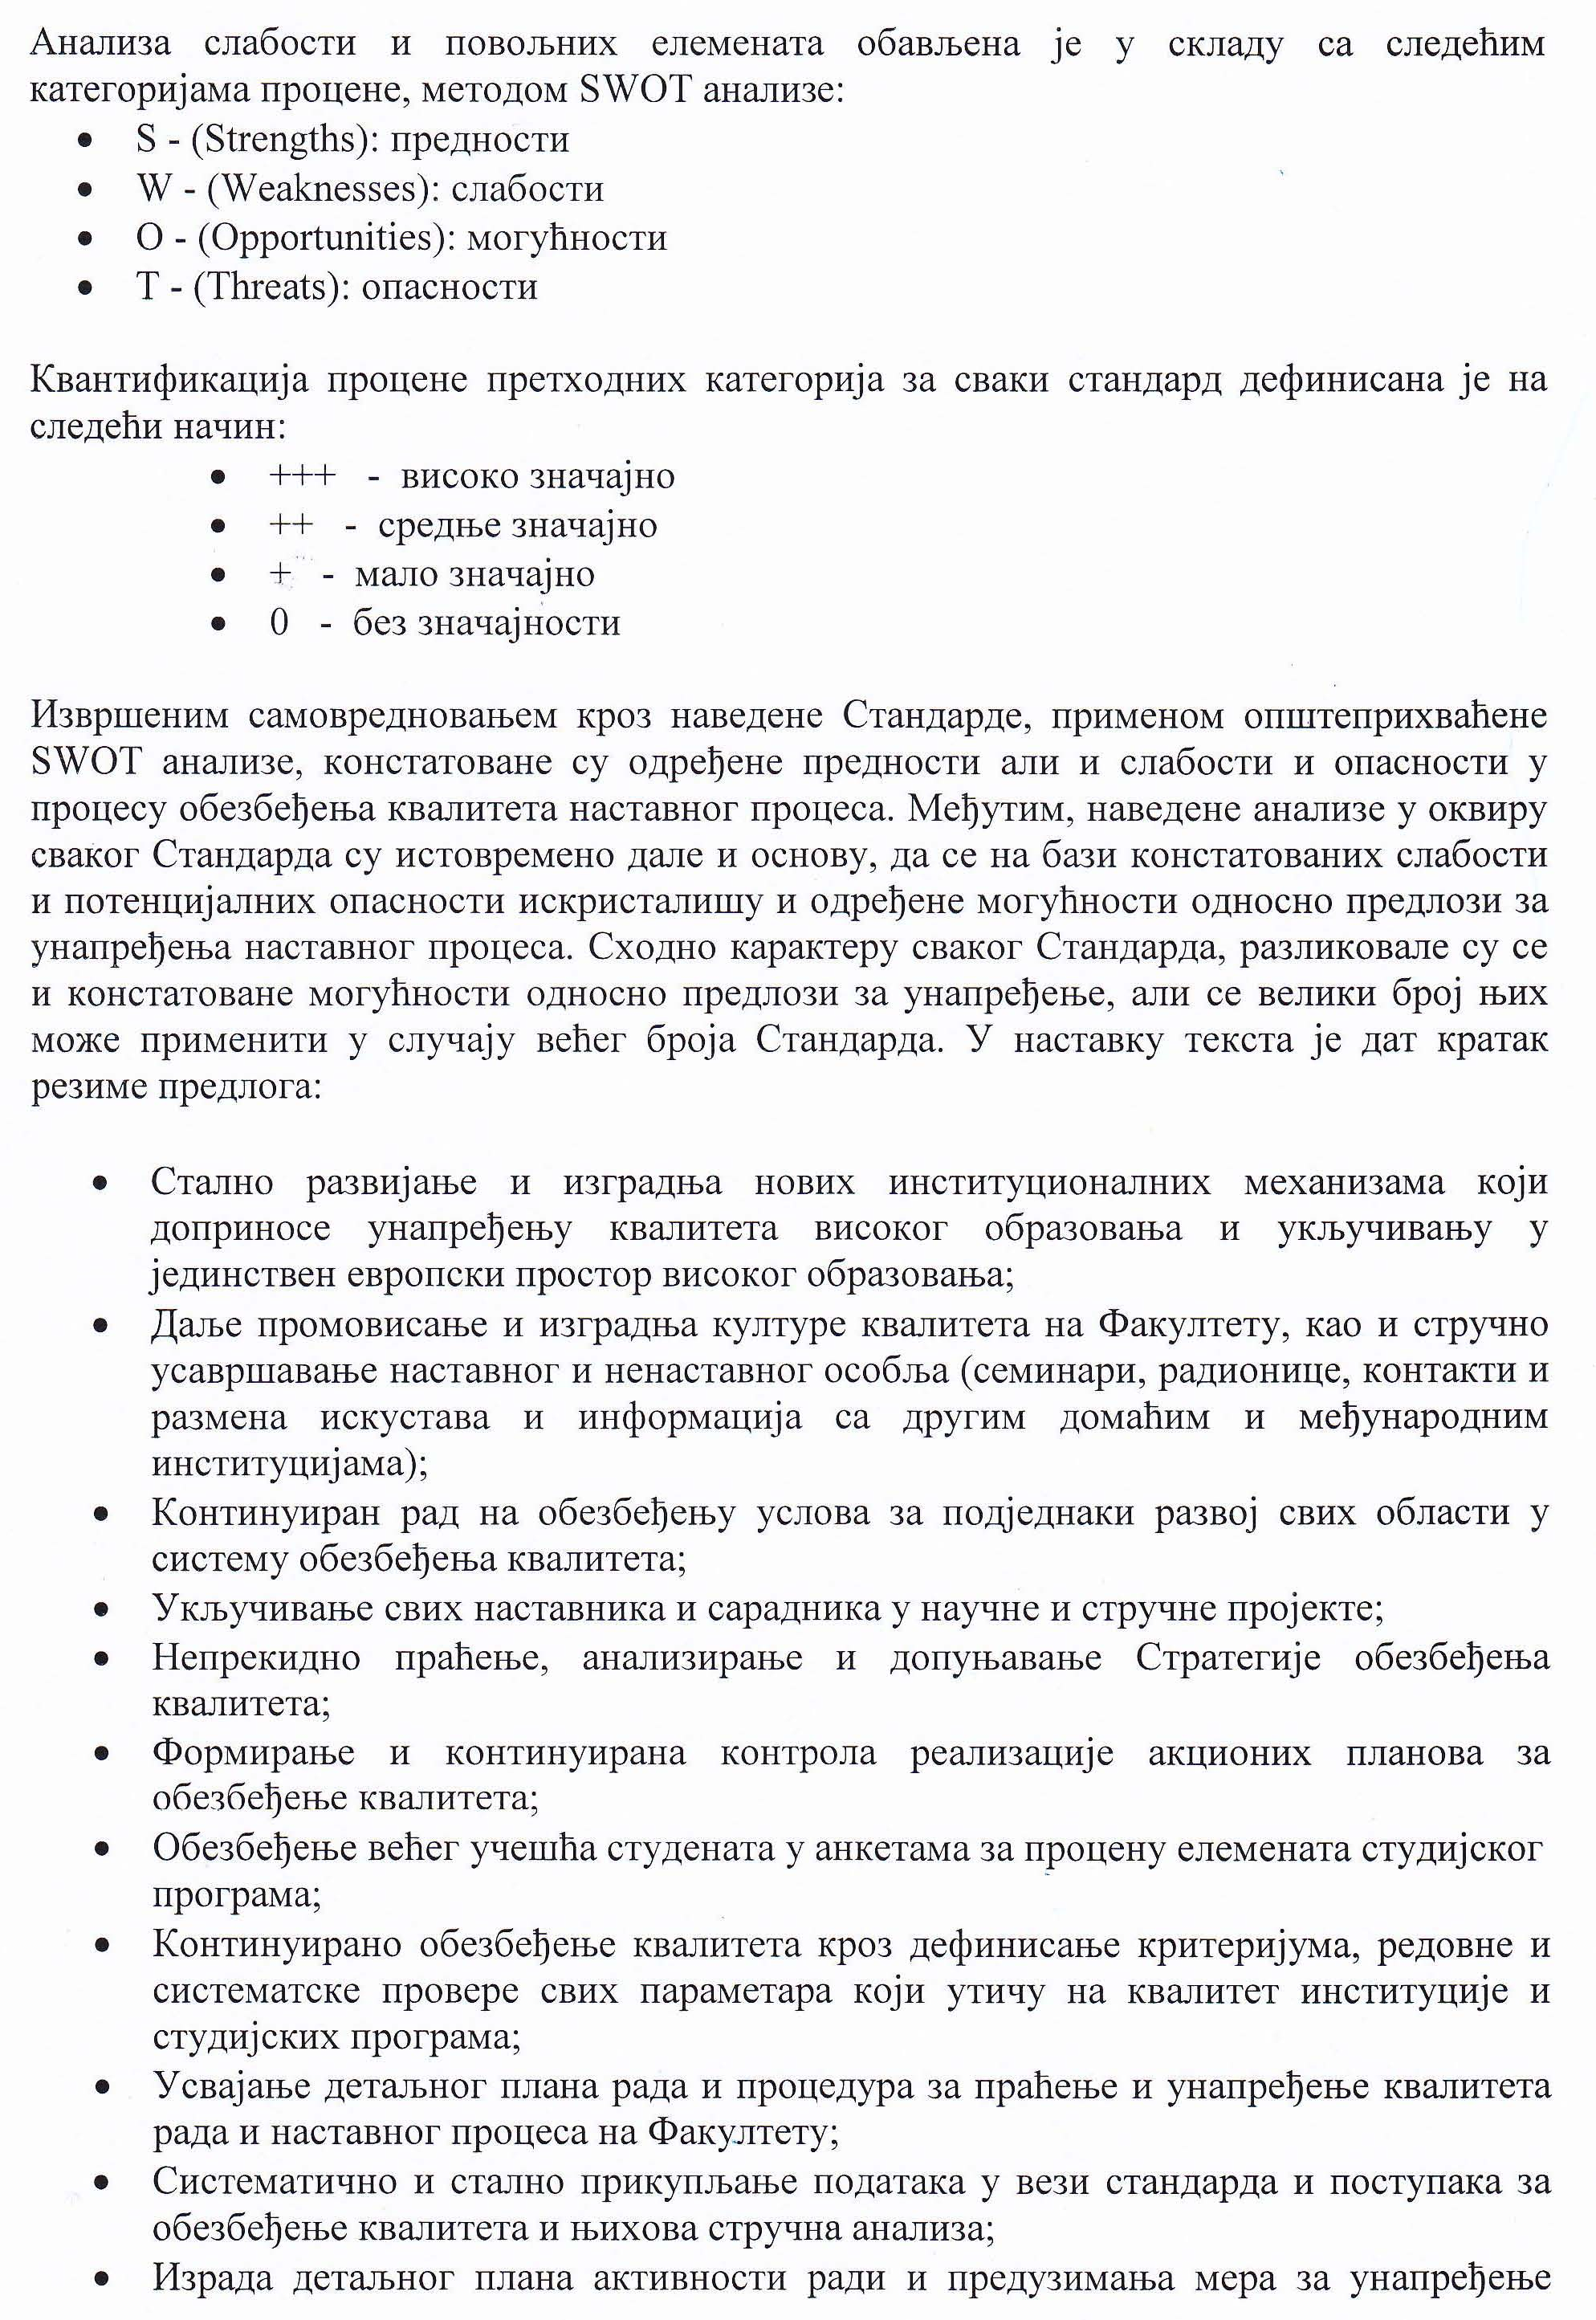 Анализа слабости и повољних елемената обављена је у складу са следећим
категоријама процене, методом SWOT анализе:
• S - (Strengths): предности
• W - (Weaknesses): слабости
• O - (Opportunities): могућности
• T - (Threats): опасности
Квантификација процене претходних категорија за сваки стандард дефинисана је на
следећи начин:
• +++ - високо значајно
• ++ - средње значајно
• + - мало значајно
• 0 - без значајности
Извршеним самовредновањем кроз наведене Стандарде, применом општеприхваћене
SWOT анализе, констатоване су одређене предности али и слабости и опасности у
процесу обезбеђења квалитета наставног процеса. Међутим, наведене анализе у оквиру
сваког Стандарда су истовремено дале и основу, да се на бази констатованих слабости
и потенцијалних опасности искристалишу и одређене могућности односно предлози за
унапређења наставног процеса. Сходно карактеру сваког Стандарда, разликовале су се
и констатоване могућности односно предлози за унапређење, али се велики број њих
може применити у случају већег броја Стандарда. У наставку текста је дат кратак
резиме предлога:
• Стално развијање и изградња нових институционалних механизама који
доприносе унапређењу квалитета високог образовања и укључивању у
јединствен европски простор високог образовања;
• Даље промовисање и изградња културе квалитета на Факултету, као и стручно
усавршавање наставног и ненаставног особља (семинари, радионице, контакти и
размена искустава и информација са другим домаћим и међународним
институцијама);
• Континуиран рад на обезбеђењу услова за подједнаки развој свих области у
систему обезбеђења квалитета;
• Укључивање свих наставника и сарадника у научне и стручне пројекте;
• Непрекидно праћење, анализирање и допуњавање Стратегије обезбеђења
квалитета;
• Формирање и континуирана контрола реализације акционих планова за
обезбеђење квалитета;
• Обезбеђење већег учешћа студената у анкетама за процену елемената студијског
програма;
• Континуирано обезбеђење квалитета кроз дефинисање критеријума, редовне и
систематске провере свих параметара који утичу на квалитет институције и
студијских програма;
• Усвајање детаљног плана рада и процедура за праћење и унапређење квалитета
рада и наставног процеса на Факултету;
• Систематично и стално прикупљање података у вези стандарда и поступака за
обезбеђење квалитета и њихова стручна анализа;
• Израда детаљног плана активности ради и предузимања мера за унапређење